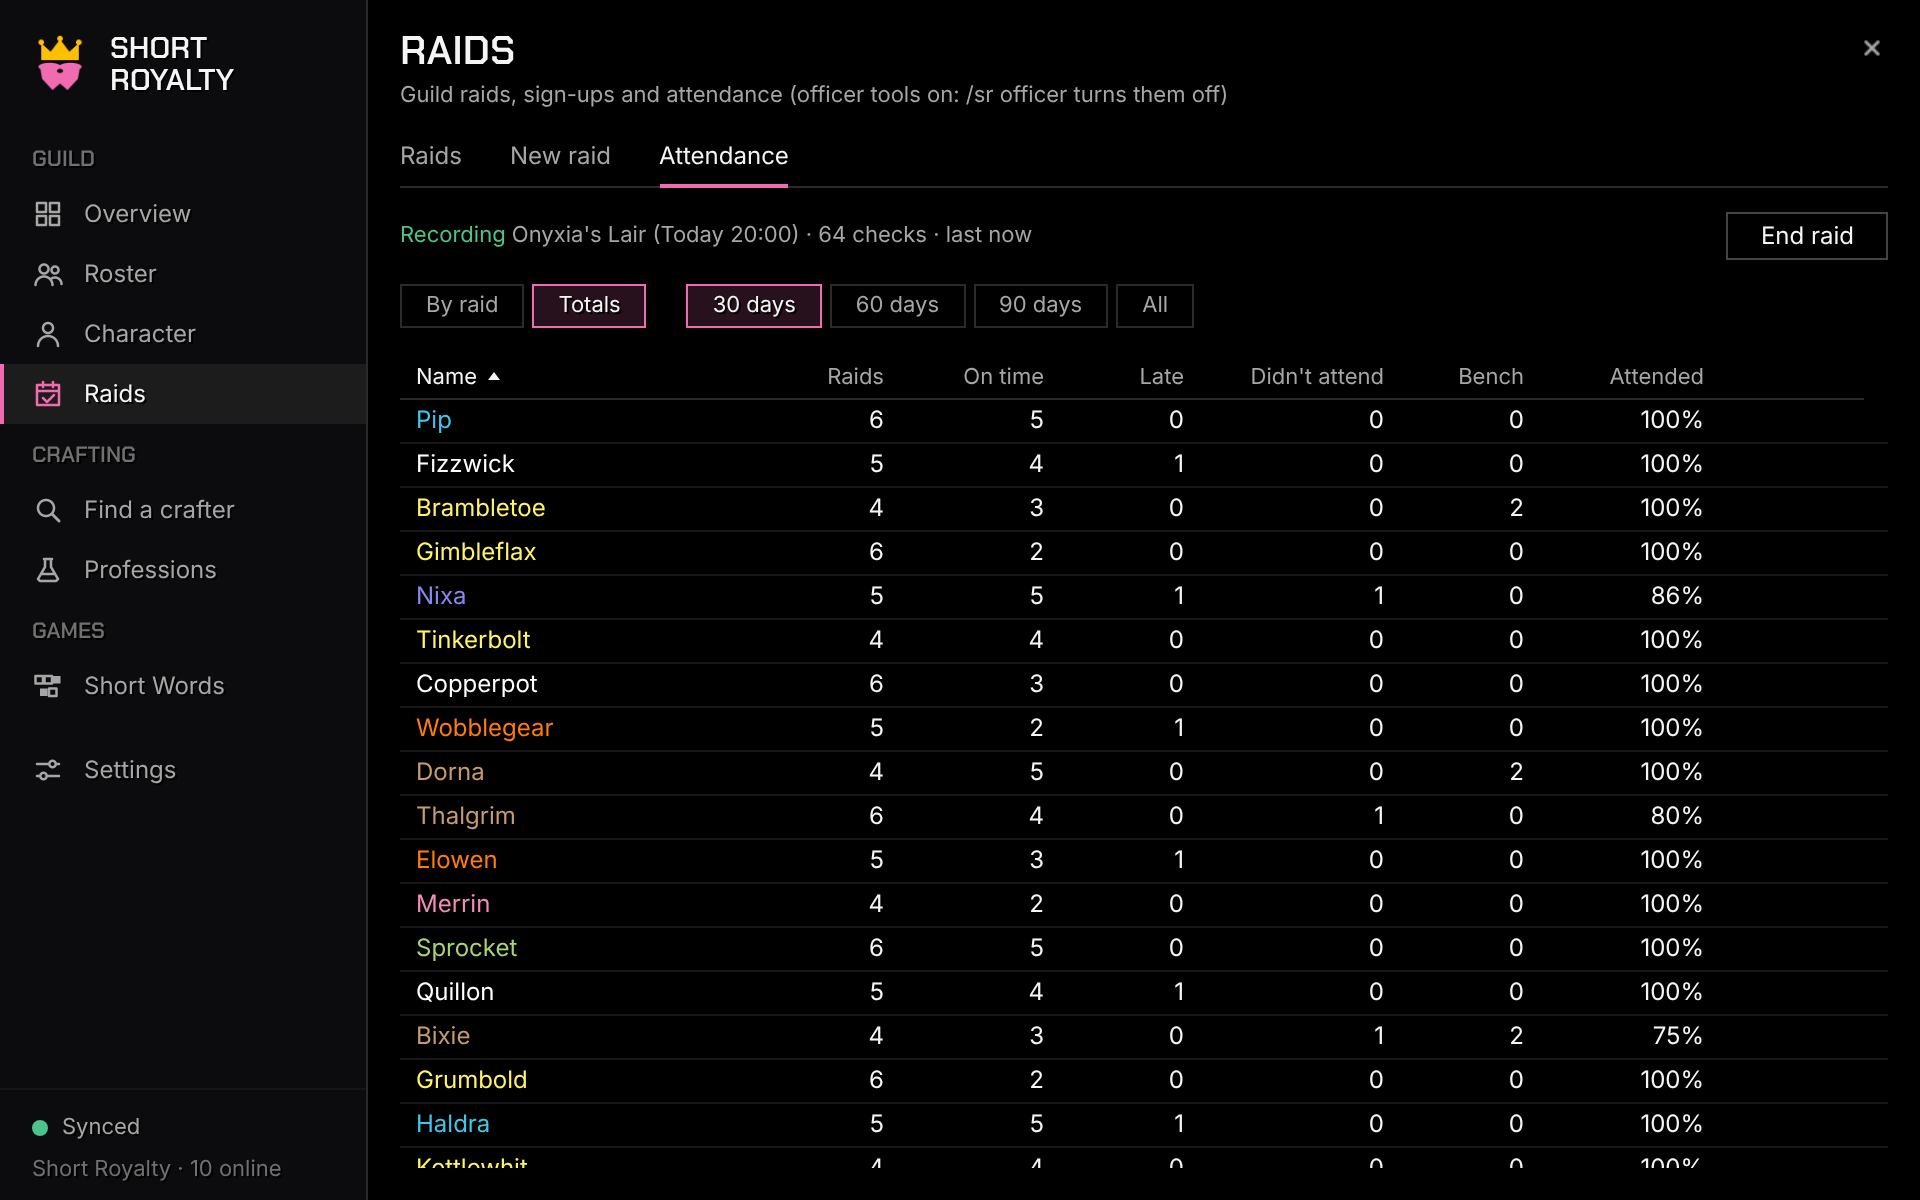 SHORT
ROYALTY
GUILD
Overview
Roster
Character
Raids
CRAFTING
Find a crafter
Professions
GAMES
Short Words
Settings
Synced
Short Royalty · 10 online
RAIDS
Guild raids, sign-ups and attendance (officer tools on: /sr officer turns them off)
Raids New raid Attendance
Recording Onyxia's Lair (Today 20:00) · 64 checks · last now
End raid
By raid Totals 30 days 60 days 90 days All
Name Raids On time Late Didn't attend Bench Attended
Pip 6 5 0 0 0 100%
Fizzwick 5 4 1 0 0 100%
Brambletoe 4 3 0 0 2 100%
Gimbleflax 6 2 0 0 0 100%
Nixa 5 5 1 1 0 86%
Tinkerbolt 4 4 0 0 0 100%
Copperpot 6 3 0 0 0 100%
Wobblegear 5 2 1 0 0 100%
Dorna 4 5 0 0 2 100%
Thalgrim 6 4 0 1 0 80%
Elowen 5 3 1 0 0 100%
Merrin 4 2 0 0 0 100%
Sprocket 6 5 0 0 0 100%
Quillon 5 4 1 0 0 100%
Bixie 4 3 0 1 2 75%
Grumbold 6 2 0 0 0 100%
Haldra 5 5 1 0 0 100%
Kettlewhit 4 4 0 0 0 100%